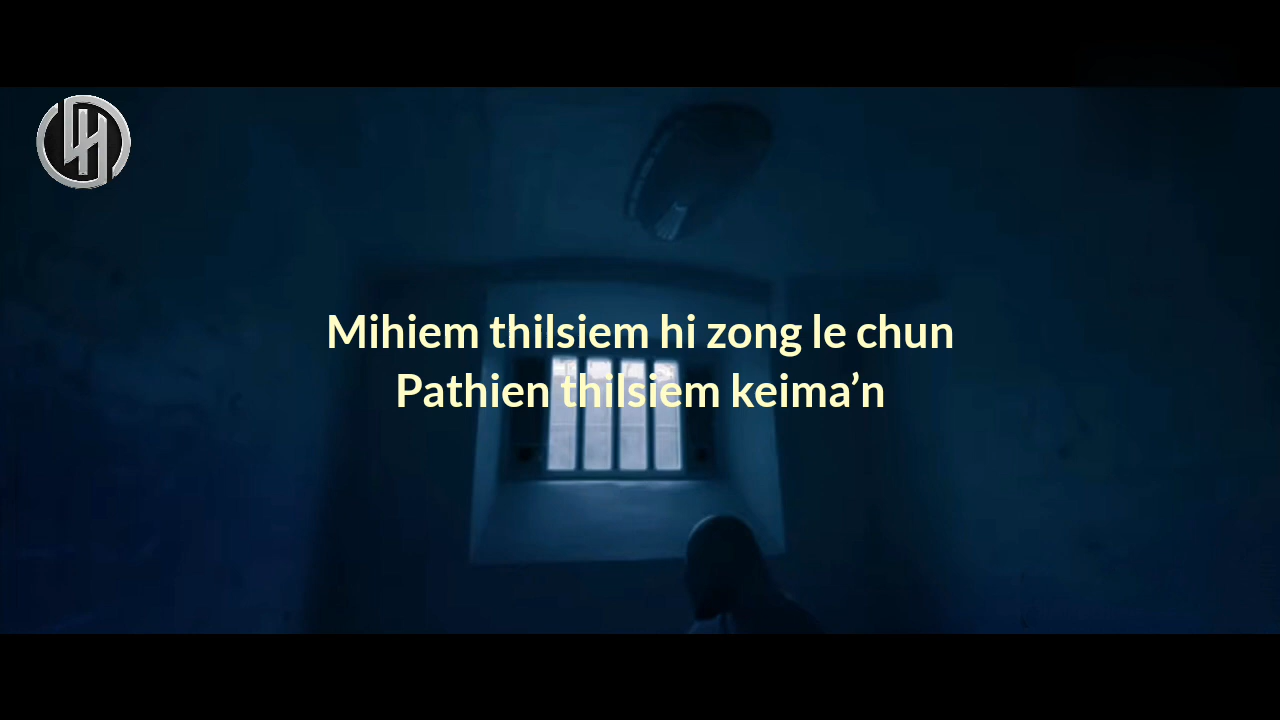 Mihiem thilsiem hi zong le chun
Pathien thilsiem keima’n